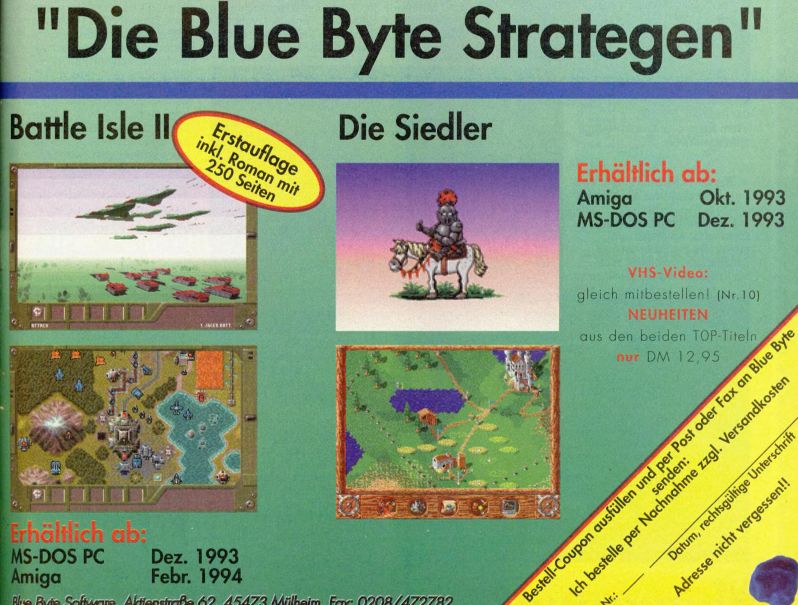 "Die Blue Byte Strategen"
Battle Isle II
Erstauflage
inkl. Roman mit
250 Seiten
Die Siedler
Erhältlich ab:
Amiga Okt. 1993
MS-DOS PC Dez. 1993
VHS-Video:
gleich mitbestellen! (Nr.10)
NEUHEITEN
aus den beiden TOP-Titeln
nur DM 12,95
ATTACK
1. JAGER BATT.
Erhältlich ab:
MS-DOS PC Dez. 1993
Amiga Febr. 1994
Blue Byte Software, Aktienstraße 62, 45473 Mülheim, Fax: 0208/472782
Bestell-Coupon ausfüllen und per Post oder Fax an Blue Byte
senden:
Ich bestelle per Nachnahme zzgl. Versandkosten
Nr.:
Datum, rechtsgültige Unterschrift
Adresse nicht vergessen!!